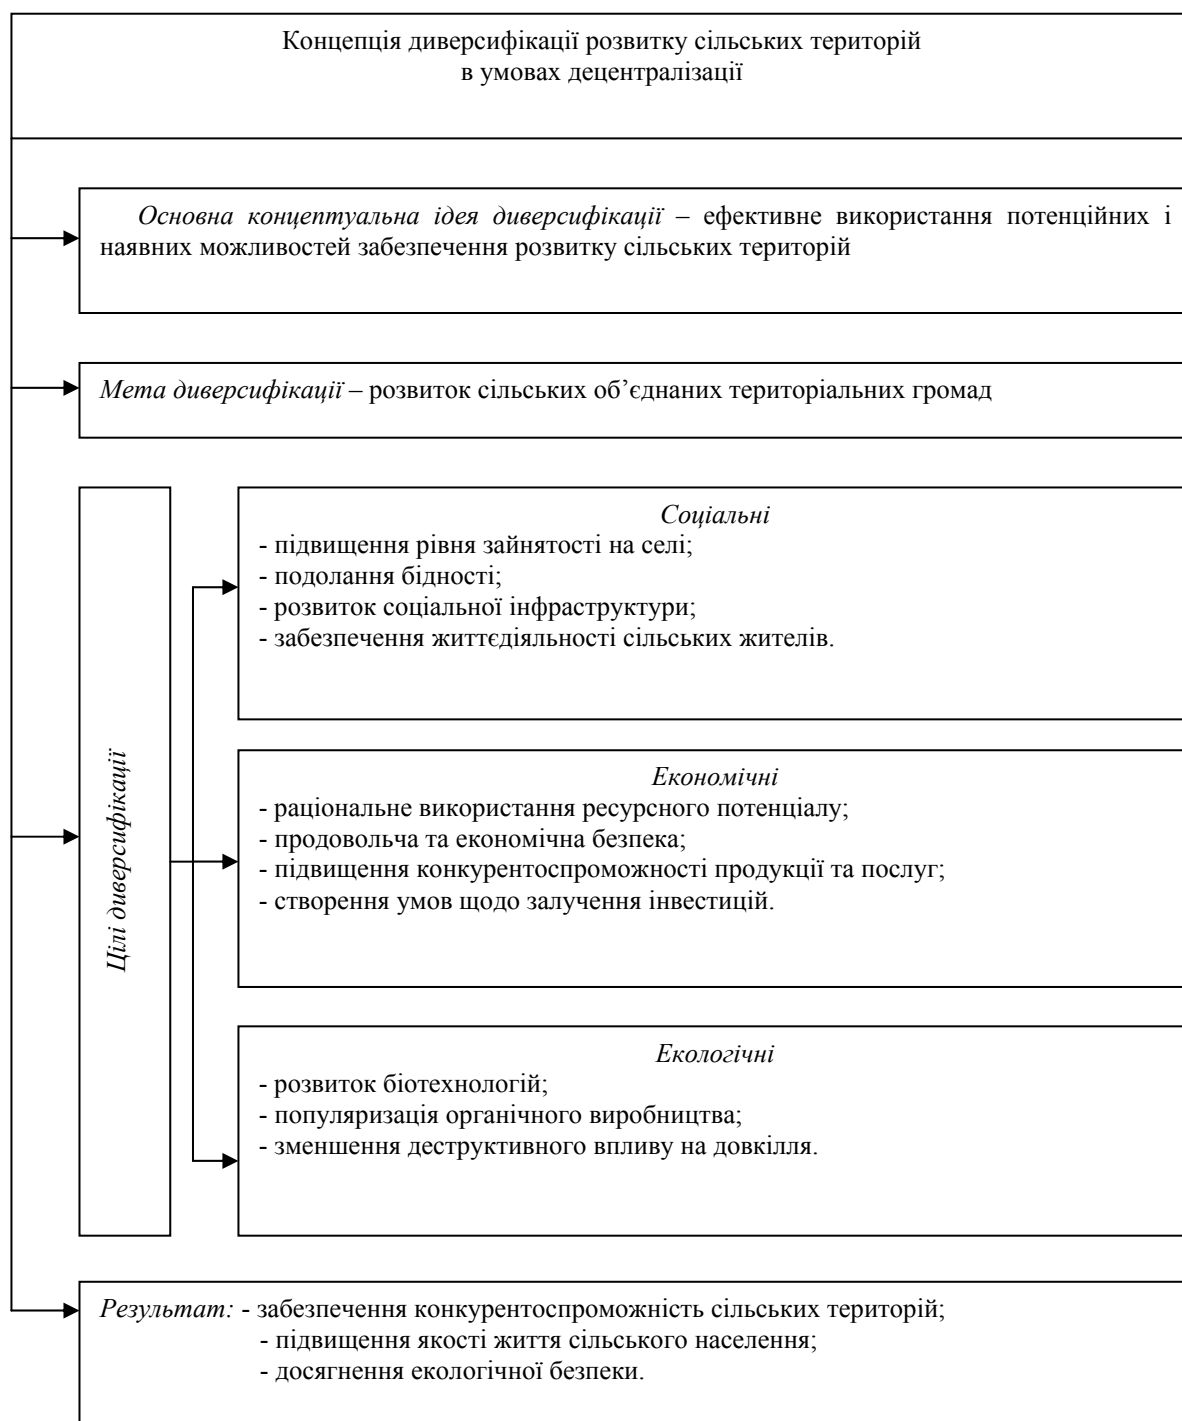 Концепція диверсифікації розвитку сільських територій
в умовах децентралізації
Основна концептуальна ідея диверсифікації – ефективне використання потенційних і
наявних можливостей забезпечення розвитку сільських територій
Мета диверсифікації – розвиток сільських об’єднаних територіальних громад
Цілі диверсифікації
Соціальні
- підвищення рівня зайнятості на селі;
- подолання бідності;
- розвиток соціальної інфраструктури;
- забезпечення життєдіяльності сільських жителів.
Економічні
- раціональне використання ресурсного потенціалу;
- продовольча та економічна безпека;
- підвищення конкурентоспроможності продукції та послуг;
- створення умов щодо залучення інвестицій.
Екологічні
- розвиток біотехнологій;
- популяризація органічного виробництва;
- зменшення деструктивного впливу на довкілля.
Результат: - забезпечення конкурентоспроможність сільських територій;
- підвищення якості життя сільського населення;
- досягнення екологічної безпеки.